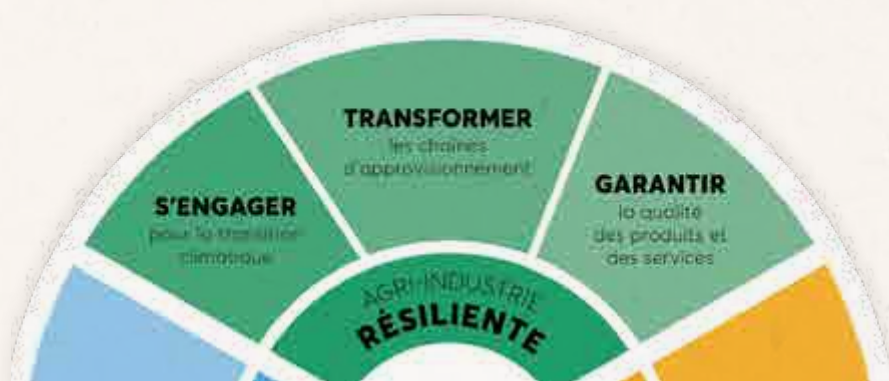 TRANSFORMER
les chaînes
d'approvisionnement
S'ENGAGER
pour la transition
climatique
GARANTIR
la qualité
des produits et
des services
AGRI-INDUSTRIE
RÉSILIENTE